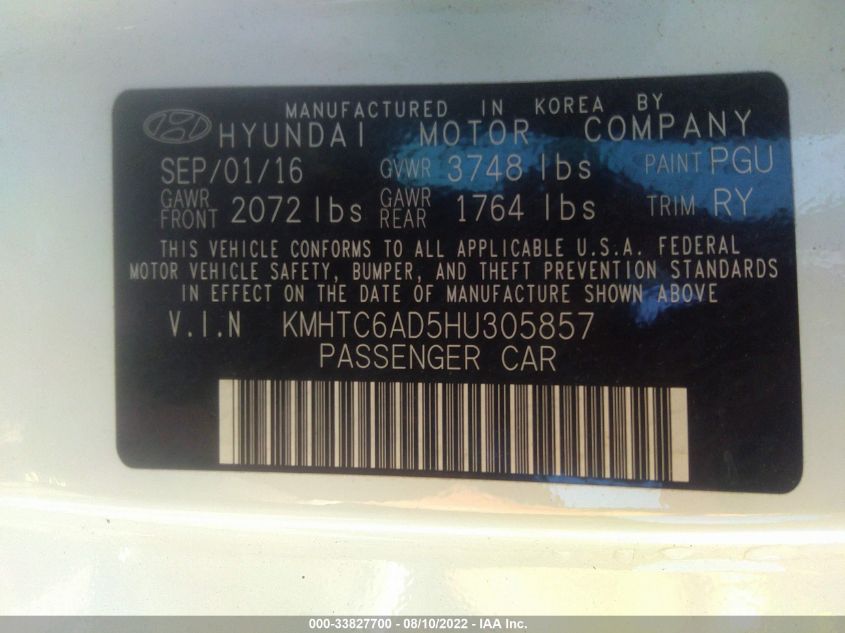 MANUFACTURED IN KOREA BY
HYUNDAI MOTOR COMPANY
SEP/01/16 GVWR 3748 lbs PAINT PGU
GAWR FRONT 2072 lbs GAWR REAR 1764 lbs TRIM RY
THIS VEHICLE CONFORMS TO ALL APPLICABLE U.S.A. FEDERAL
MOTOR VEHICLE SAFETY, BUMPER, AND THEFT PREVENTION STANDARDS
IN EFFECT ON THE DATE OF MANUFACTURE SHOWN ABOVE
V.I.N KMHTC6AD5HU305857
PASSENGER CAR
000-33827700 - 08/10/2022 - IAA Inc.